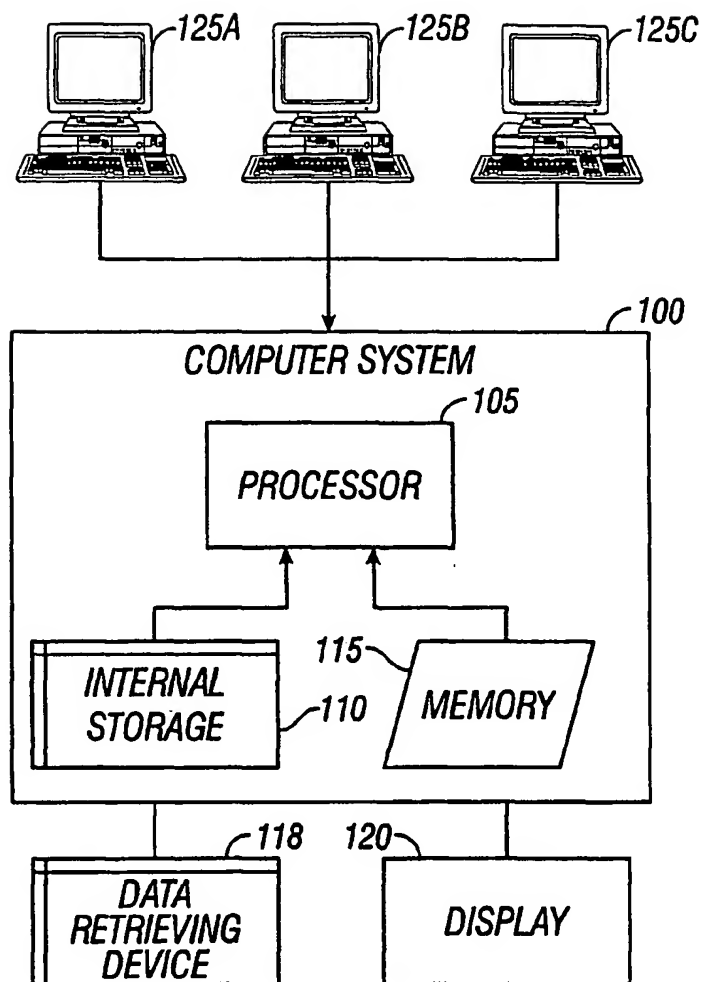 125A
125B
125C
100
COMPUTER SYSTEM
105
PROCESSOR
115
INTERNAL
STORAGE
110
MEMORY
118
120
DATA
RETRIEVING
DEVICE
DISPLAY